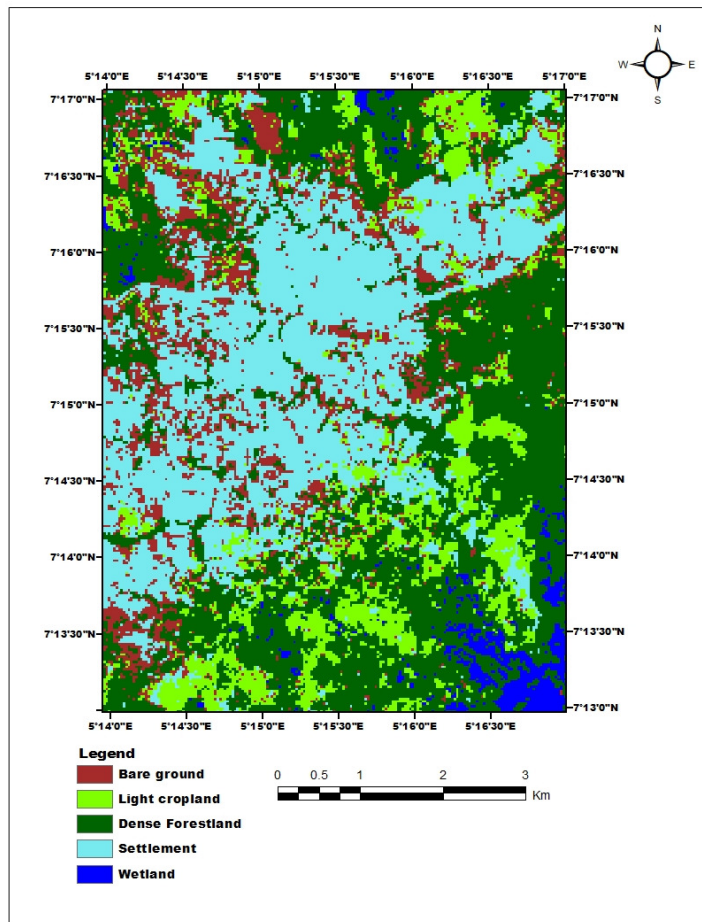 N
W E
S
5°14'0"E 5°14'30"E 5°15'0"E 5°15'30"E 5°16'0"E 5°16'30"E 5°17'0"E
7°17'0"N 7°17'0"N
7°16'30"N 7°16'30"N
7°16'0"N 7°16'0"N
7°15'30"N 7°15'30"N
7°15'0"N 7°15'0"N
7°14'30"N 7°14'30"N
7°14'0"N 7°14'0"N
7°13'30"N 7°13'30"N
7°13'0"N
5°14'0"E 5°14'30"E 5°15'0"E 5°15'30"E 5°16'0"E 5°16'30"E
Legend
Bare ground
Light cropland
Dense Forestland
Settlement
Wetland
0 0.5 1 2 3
Km